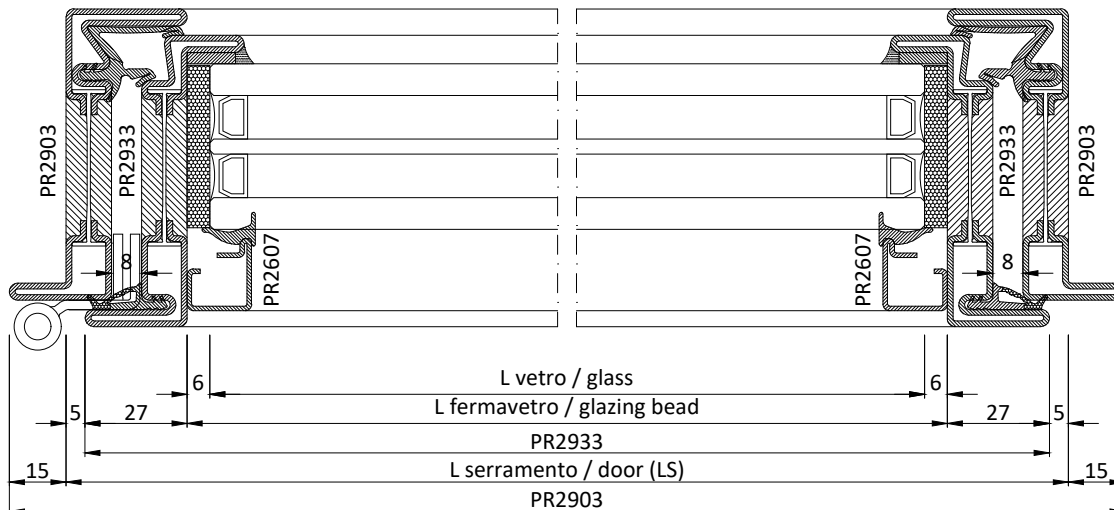 PR2903
PR2933
PR2933
PR2903
PR2607
PR2607
8
8
6
L vetro / glass
6
5
27
L fermavetro / glazing bead
27
5
PR2933
15
L serramento / door (LS)
15
PR2903